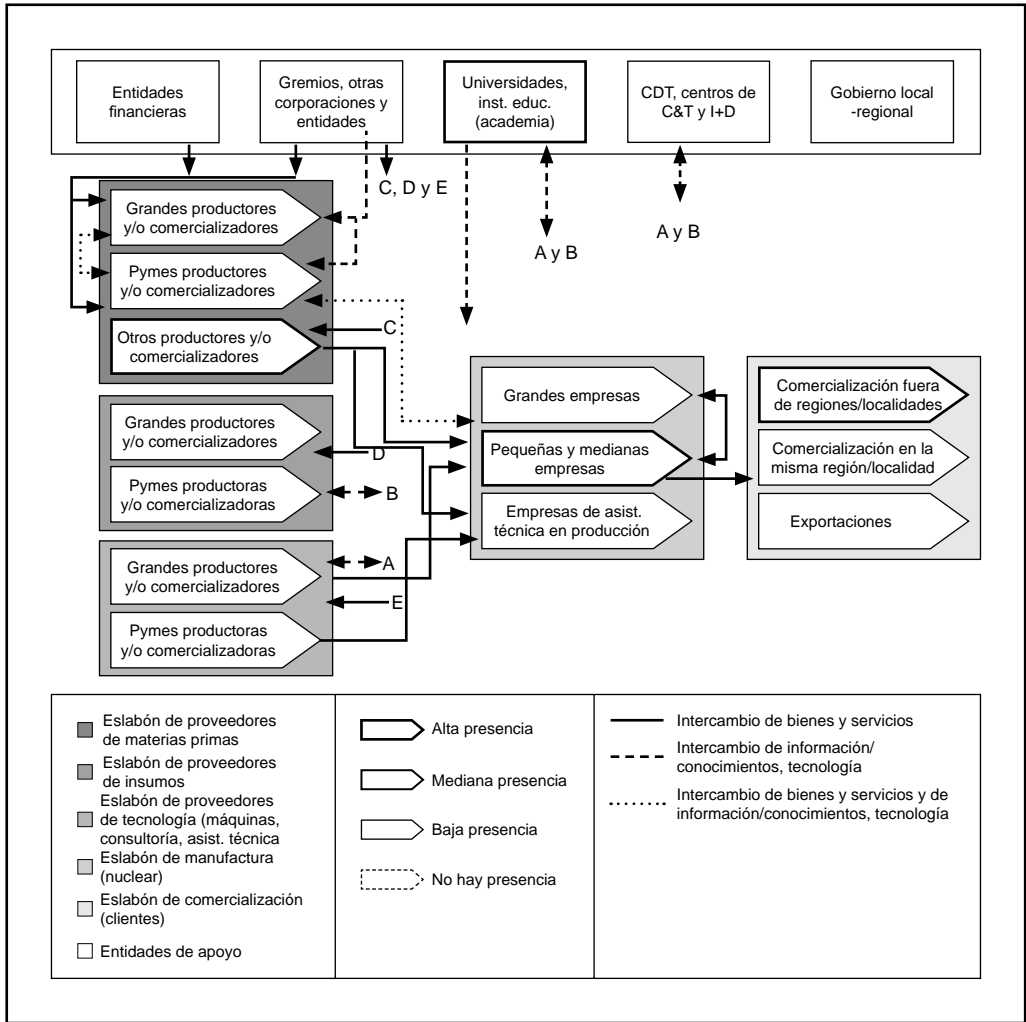 Entidades
financieras
Gremios, otras
corporaciones y
entidades
Universidades,
inst. educ.
(academia)
CDT, centros de
C&T y I+D
Gobierno local
-regional
C, D y E
A y B
A y B
Grandes productores
y/o comercializadores
Pymes productores
y/o comercializadores
Otros productores y/o
comercializadores
C
Grandes productores
y/o comercializadores
D
Pymes productoras
y/o comercializadoras
B
Grandes productores
y/o comercializadores
A
E
Pymes productoras
y/o comercializadoras
Grandes empresas
Pequeñas y medianas
empresas
Empresas de asist.
técnica en producción
Comercialización fuera
de regiones/localidades
Comercialización en la
misma región/localidad
Exportaciones
Eslabón de proveedores
de materias primas
Eslabón de proveedores
de insumos
Eslabón de proveedores
de tecnología (máquinas,
consultoría, asist. técnica
Eslabón de manufactura
(nuclear)
Eslabón de comercialización
(clientes)
Entidades de apoyo
Alta presencia
Mediana presencia
Baja presencia
No hay presencia
Intercambio de bienes y servicios
Intercambio de información/
conocimientos, tecnología
Intercambio de bienes y servicios y de
información/conocimientos, tecnología